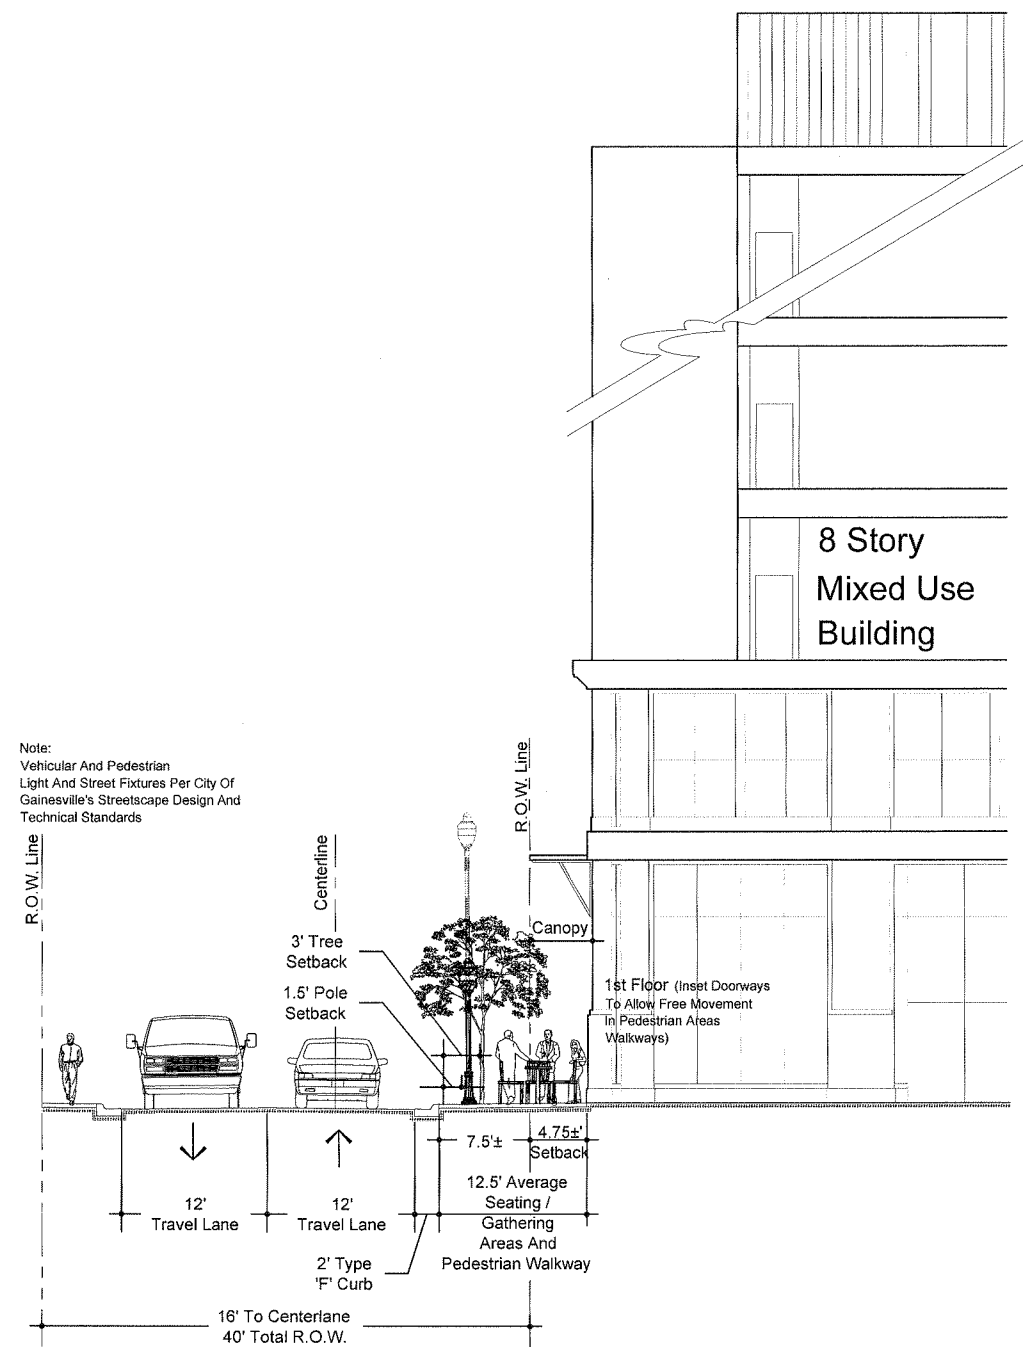 8 Story
Mixed Use
Building
Note:
Vehicular And Pedestrian
Light And Street Fixtures Per City Of
Gainesville's Streetscape Design And
Technical Standards
R.O.W. Line
Centerline
R.O.W. Line
Canopy
3' Tree
Setback
1.5' Pole
Setback
1st Floor (Inset Doorways
To Allow Free Movement
In Pedestrian Areas
Walkways)
7.5'±
4.75±'
Setback
12'
Travel Lane
12'
Travel Lane
12.5' Average
Seating /
Gathering
Areas And
Pedestrian Walkway
2' Type
'F' Curb
16' To Centerlane
40' Total R.O.W.